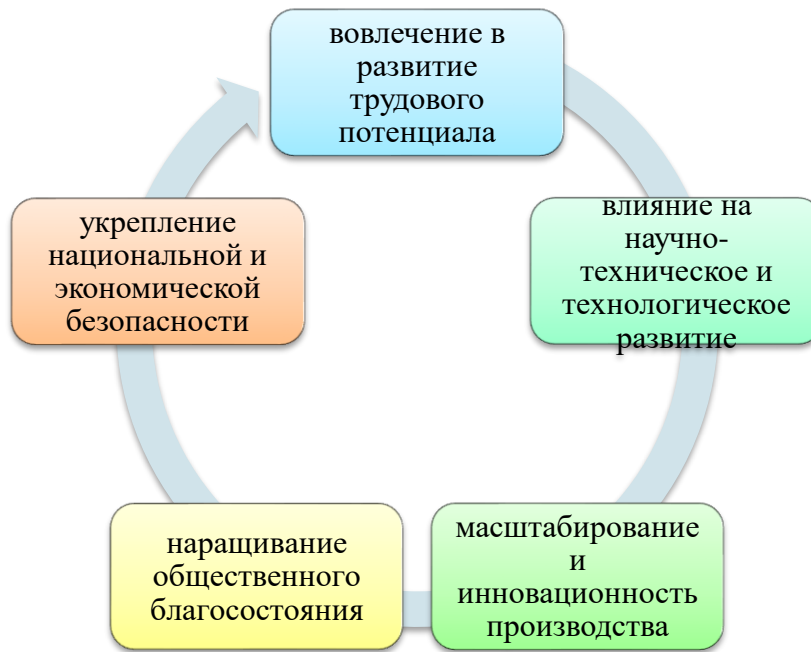 вовлечение в
развитие
трудового
потенциала
влияние на
научно-
техническое и
технологическое
развитие
масштабирование
и
инновационность
производства
наращивание
общественного
благосостояния
укрепление
национальной и
экономической
безопасности